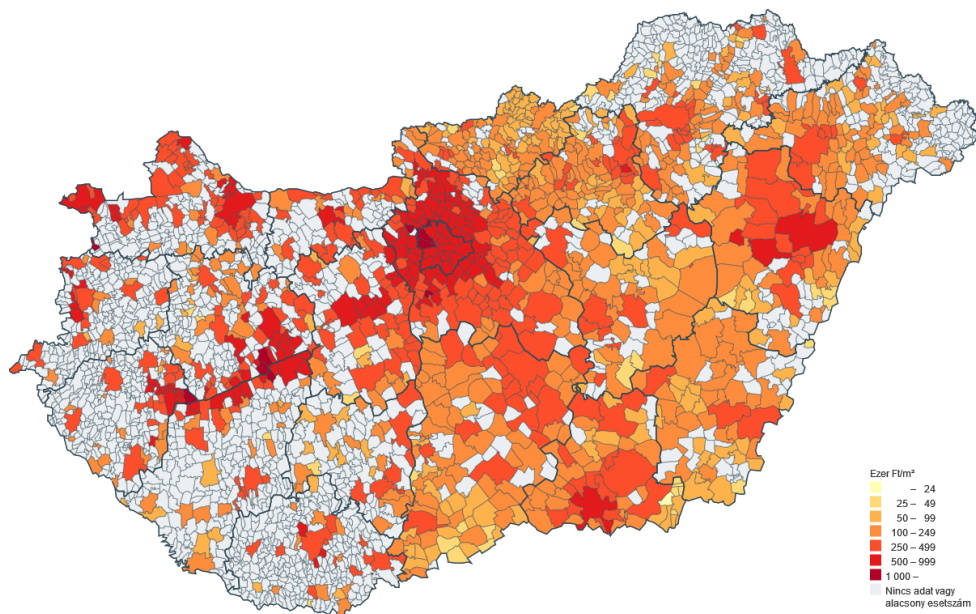 Ezer Ft/m²
– 24
25 – 49
50 – 99
100 – 249
250 – 499
500 – 999
1 000 –
Nincs adat vagy
alacsony esetszám